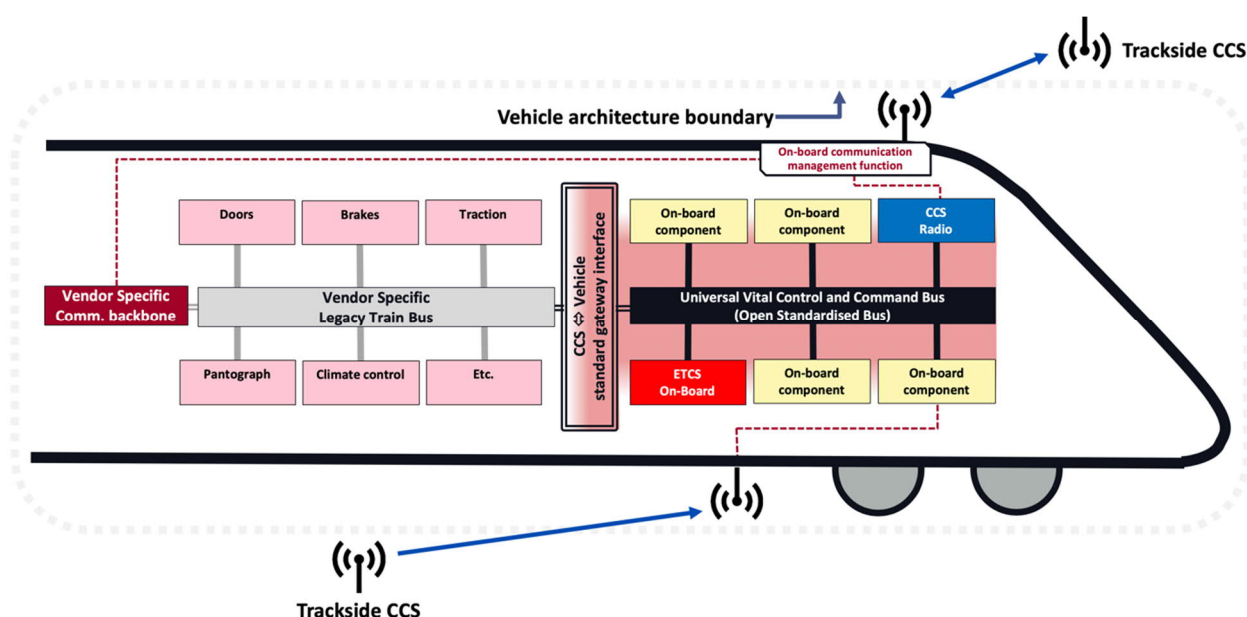 Trackside CCS
Vehicle architecture boundary
On-board communication
management function
Doors
Brakes
Traction
On-board
component
On-board
component
CCS
Radio
Vendor Specific
Comm. backbone
Vendor Specific
Legacy Train Bus
CCS ⇔ Vehicle
standard gateway interface
Universal Vital Control and Command Bus
(Open Standardised Bus)
Pantograph
Climate control
Etc.
ETCS
On-Board
On-board
component
On-board
component
Trackside CCS